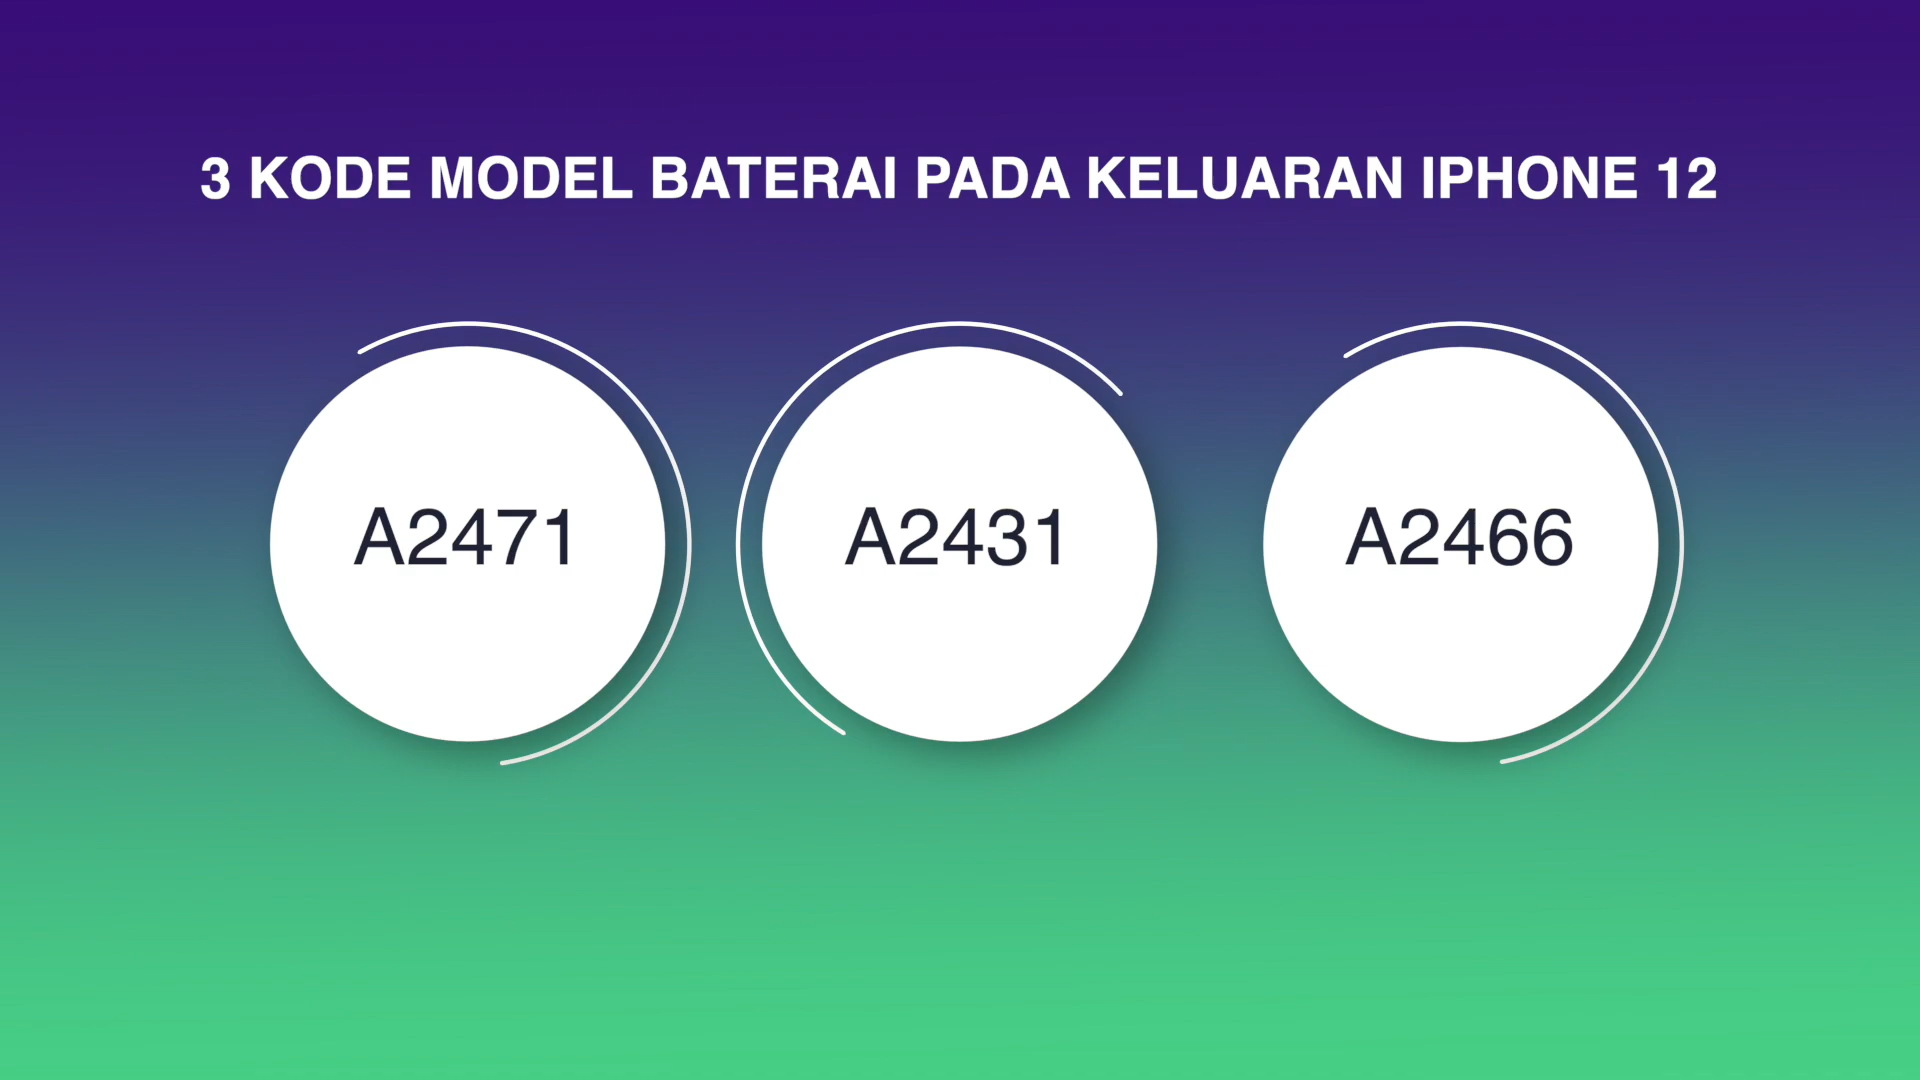 3 KODE MODEL BATERAI PADA KELUARAN IPHONE 12
A2471
A2431
A2466